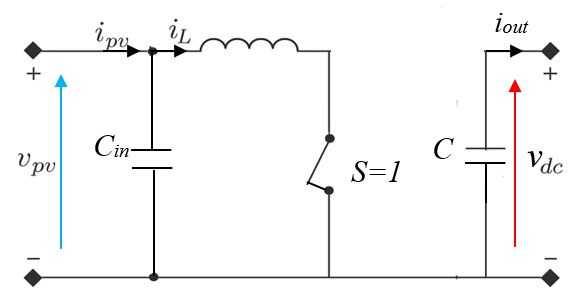 i_pv i_L i_out
+ +
v_pv C_in S=1 C v_dc
− −